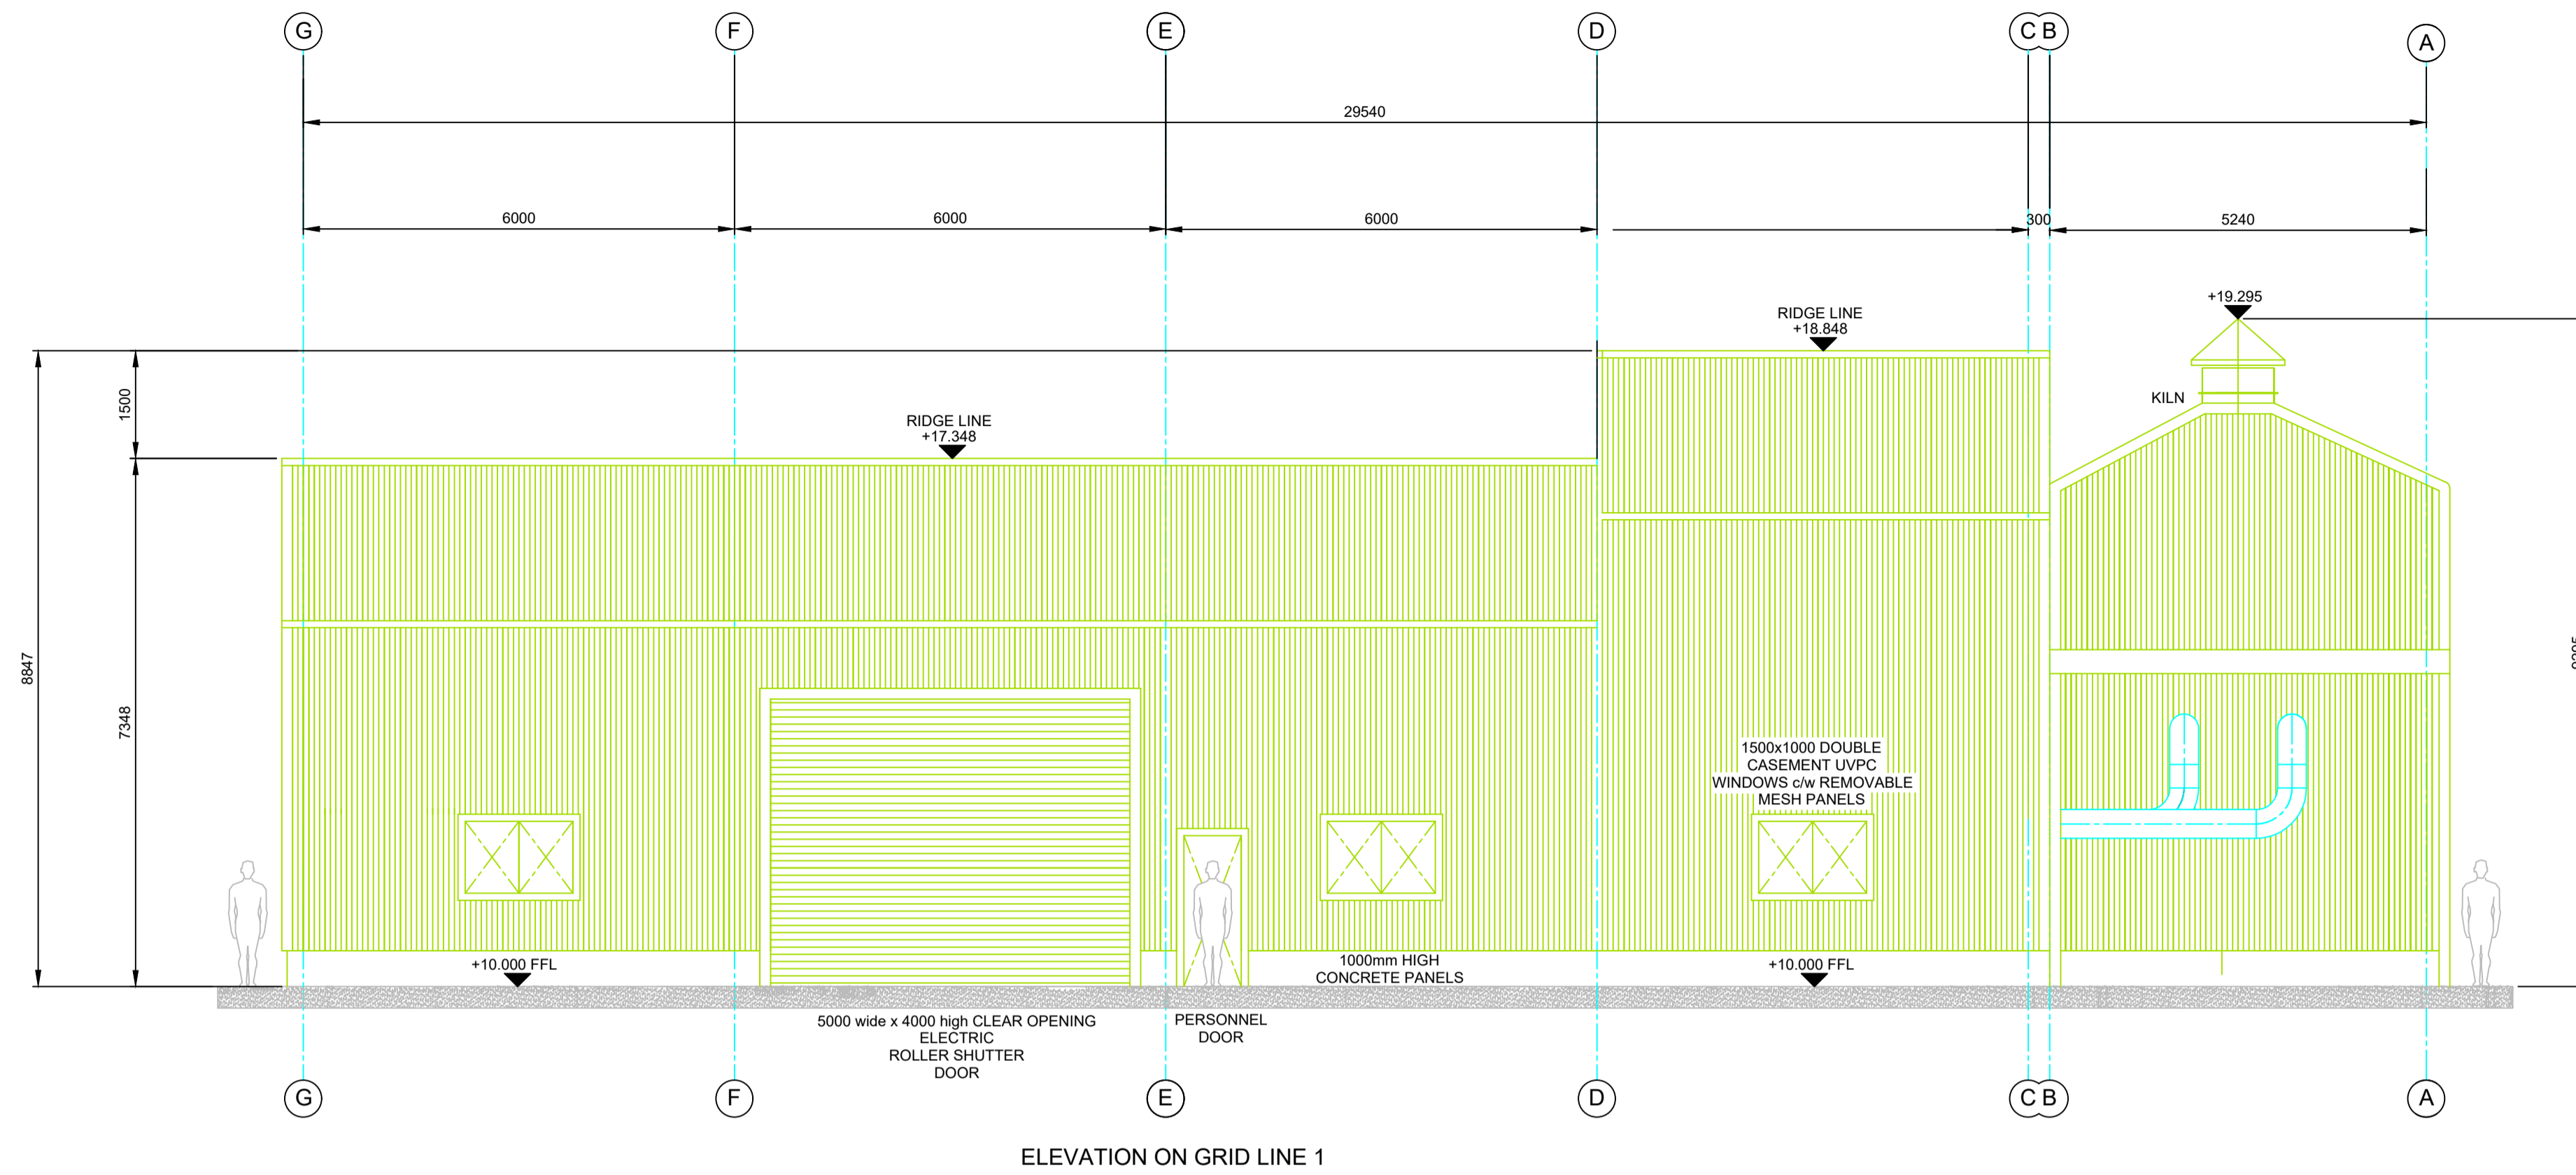 G F E D C B A
29540
6000 6000 6000 300 5240
+19.295
RIDGE LINE
+18.848
KILN
1500
RIDGE LINE
+17.348
8847
7348
1500x1000 DOUBLE
CASEMENT UVPC
WINDOWS c/w REMOVABLE
MESH PANELS
+10.000 FFL
1000mm HIGH
CONCRETE PANELS
+10.000 FFL
5000 wide x 4000 high CLEAR OPENING
ELECTRIC
ROLLER SHUTTER
DOOR
PERSONNEL
DOOR
G F E D C B A
ELEVATION ON GRID LINE 1